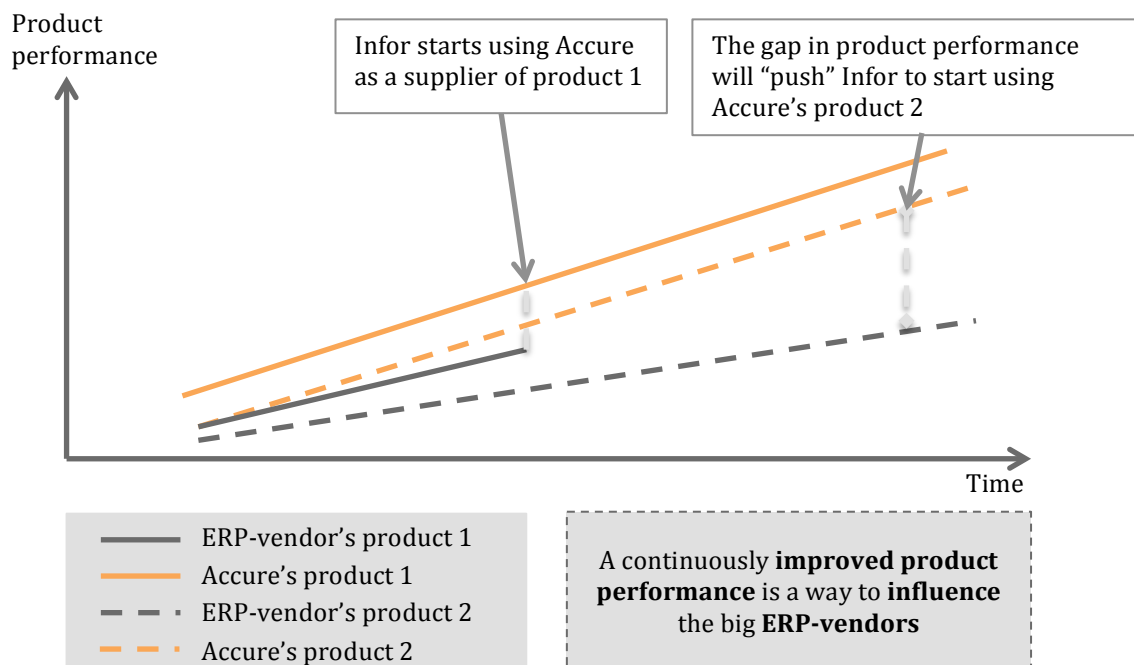 Product
performance
Infor starts using Accure
as a supplier of product 1
The gap in product performance
will “push” Infor to start using
Accure’s product 2
Time
ERP-vendor’s product 1
Accure’s product 1
ERP-vendor’s product 2
Accure’s product 2
A continuously improved product
performance is a way to influence
the big ERP-vendors